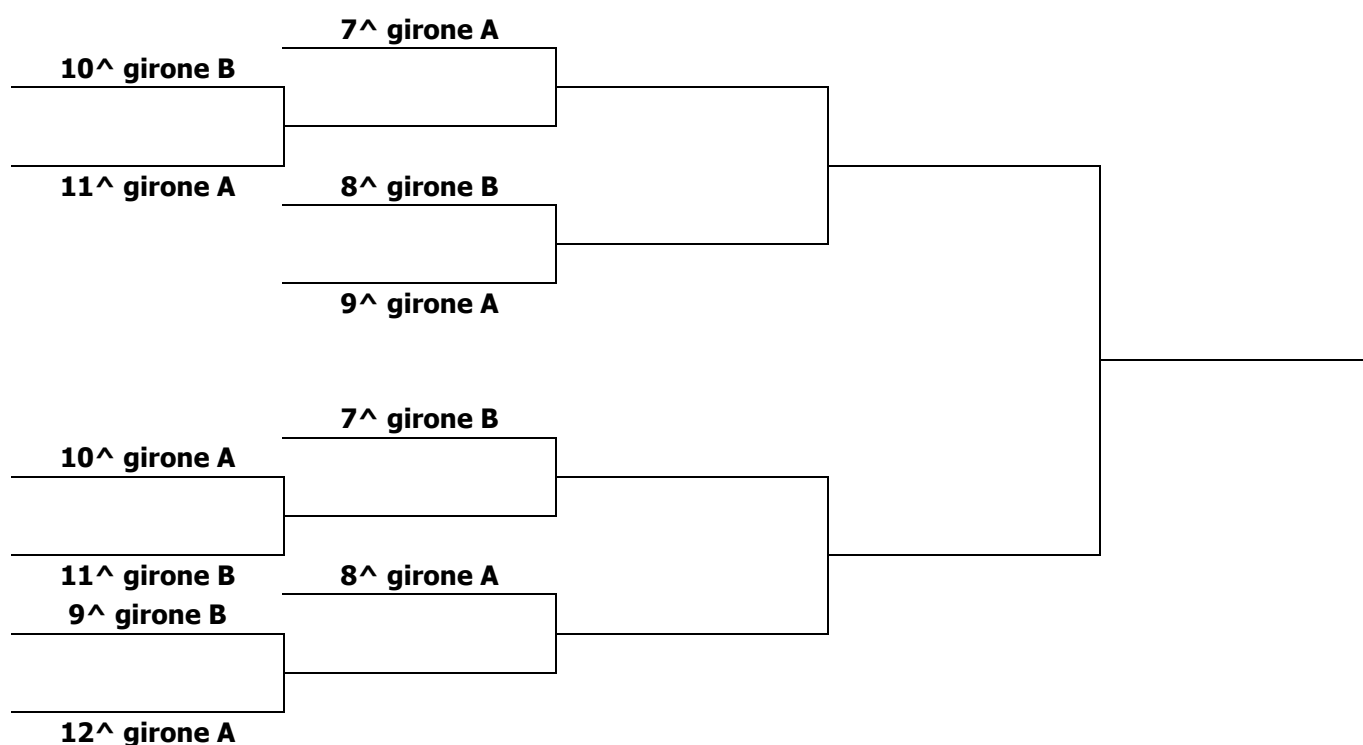 7^ girone A
10^ girone B
11^ girone A
8^ girone B
9^ girone A
7^ girone B
10^ girone A
11^ girone B
8^ girone A
9^ girone B
12^ girone A